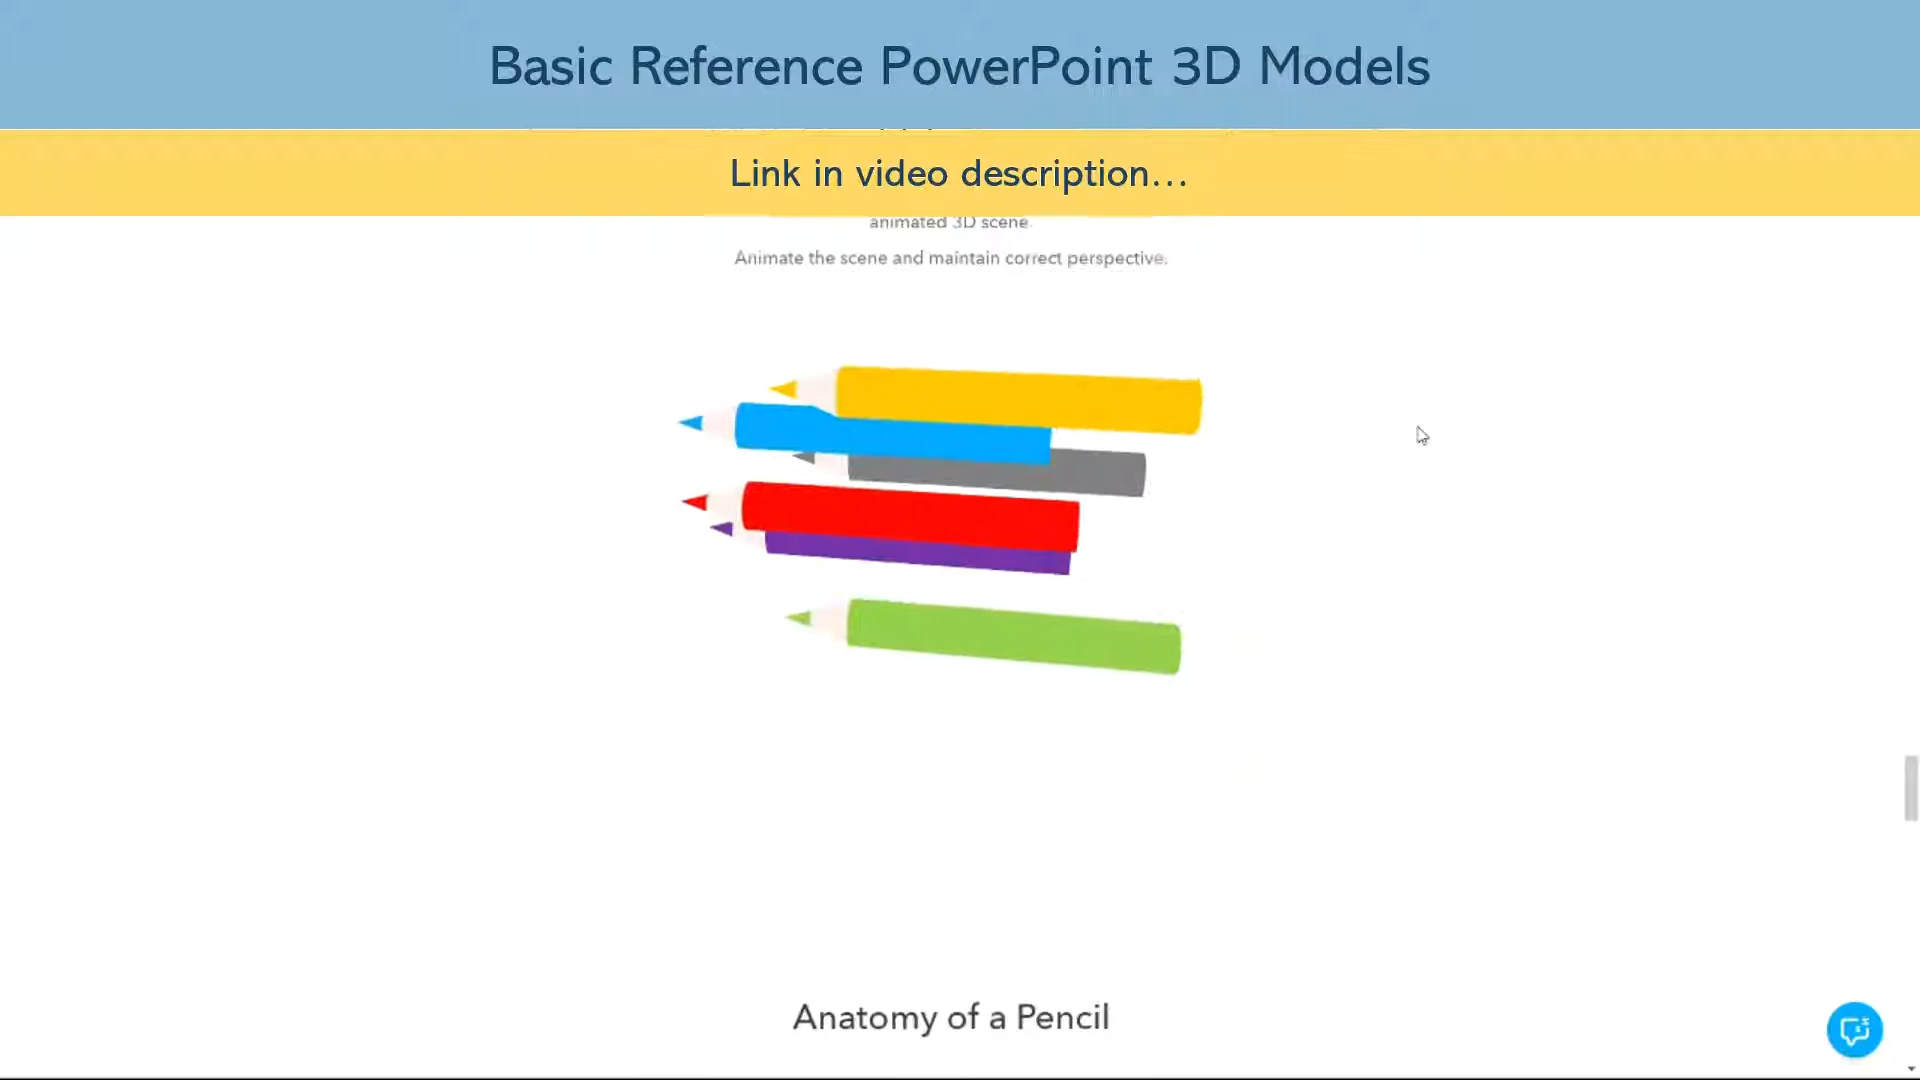 Basic Reference PowerPoint 3D Models
Link in video description...
animated 3D scene.
Animate the scene and maintain correct perspective.
Anatomy of a Pencil